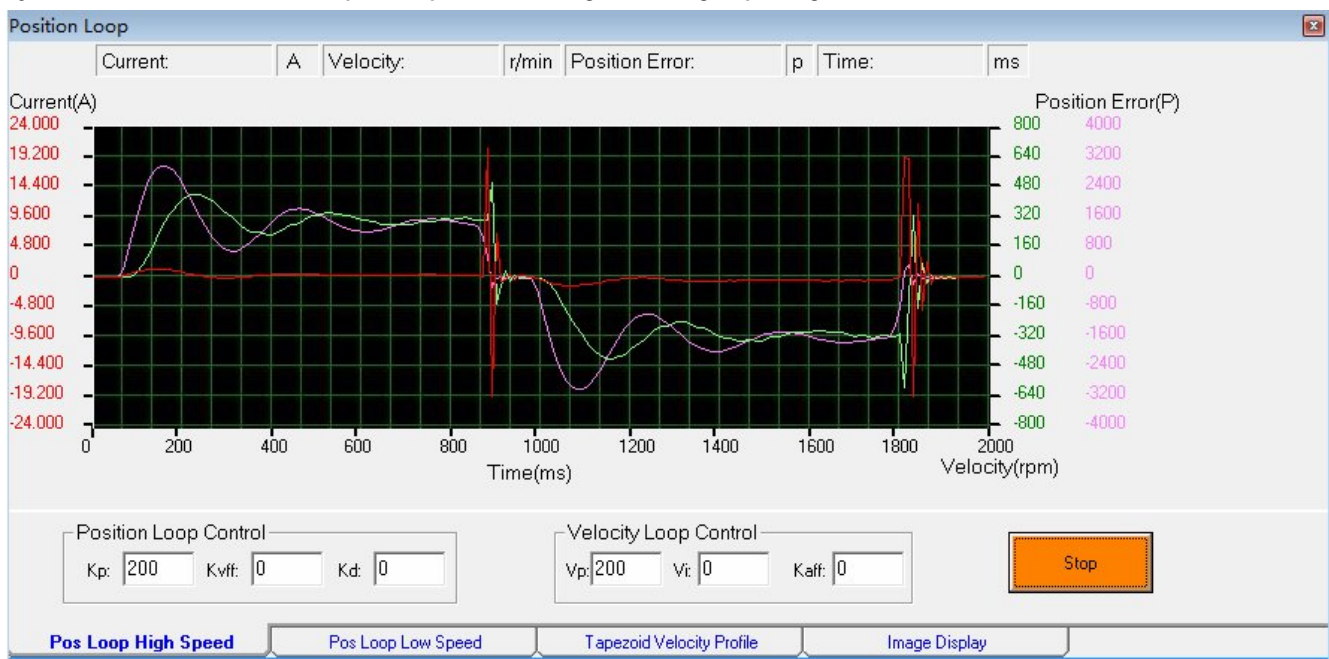 Position Loop
Current: A Velocity: r/min Position Error: p Time: ms
Current(A) Position Error(P)
24.000 800 4000
19.200 640 3200
14.400 480 2400
9.600 320 1600
4.800 160 800
0 0 0
-4.800 -160 -800
-9.600 -320 -1600
-14.400 -480 -2400
-19.200 -640 -3200
-24.000 -800 -4000
0 200 400 600 800 1000 1200 1400 1600 1800 2000
Time(ms) Velocity(rpm)
Position Loop Control Velocity Loop Control
Kp: 200 Kvff: 0 Kd: 0 Vp: 200 Vi: 0 Kaff: 0 Stop
Pos Loop High Speed Pos Loop Low Speed Tapezoid Velocity Profile Image Display